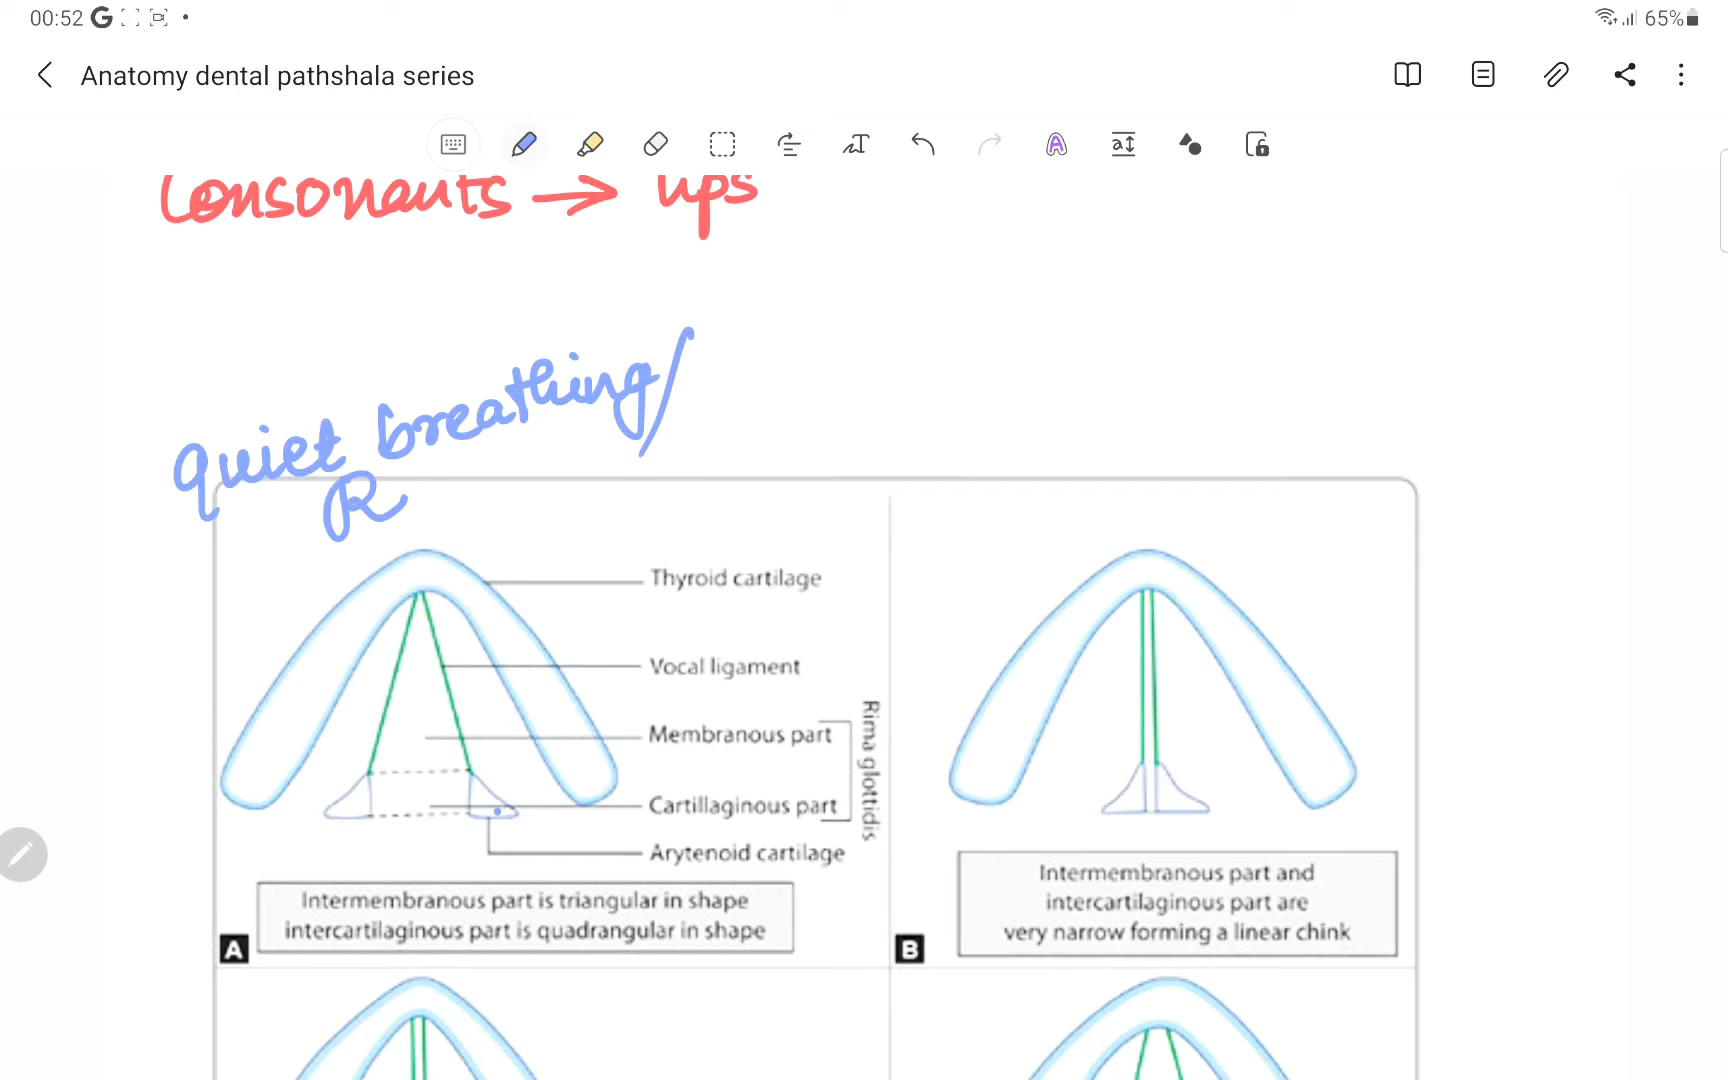 00:52 G
65%
Anatomy dental pathshala series
Consonants → lips
quiet breathing/
R
Thyroid cartilage
Vocal ligament
Membranous part
Cartillaginous part
Rima glottidis
Arytenoid cartilage
Intermembranous part is triangular in shape
intercartilaginous part is quadrangular in shape
A
Intermembranous part and
intercartilaginous part are
very narrow forming a linear chink
B